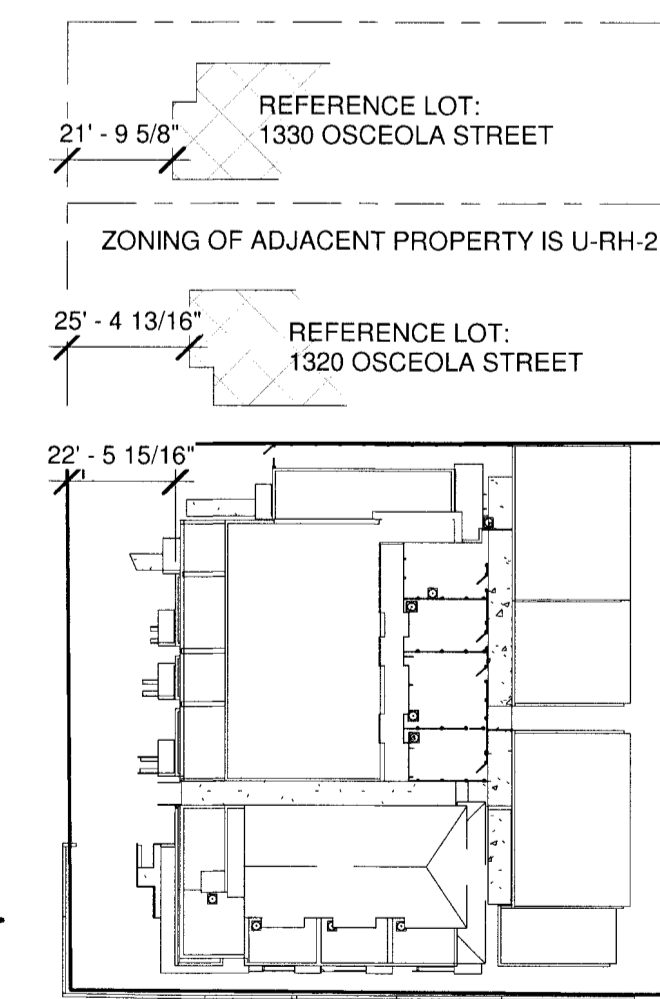 REFERENCE LOT:
21' - 9 5/8" 1330 OSCEOLA STREET
ZONING OF ADJACENT PROPERTY IS U-RH-2
25' - 4 13/16" REFERENCE LOT:
1320 OSCEOLA STREET
22' - 5 15/16"